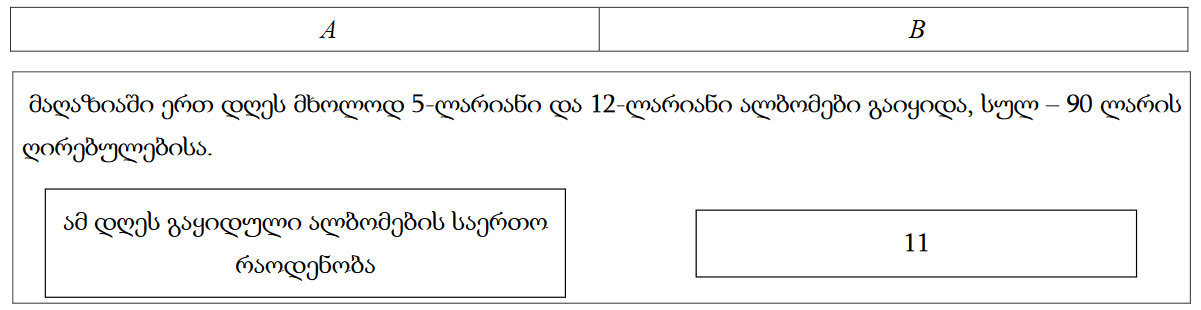 A B
მაღაზიაში ერთ დღეს მხოლოდ 5-ლარიანი და 12-ლარიანი ალბომები გაიყიდა, სულ – 90 ლარის
ღირებულებისა.
ამ დღეს გაყიდული ალბომების საერთო
რაოდენობა
11